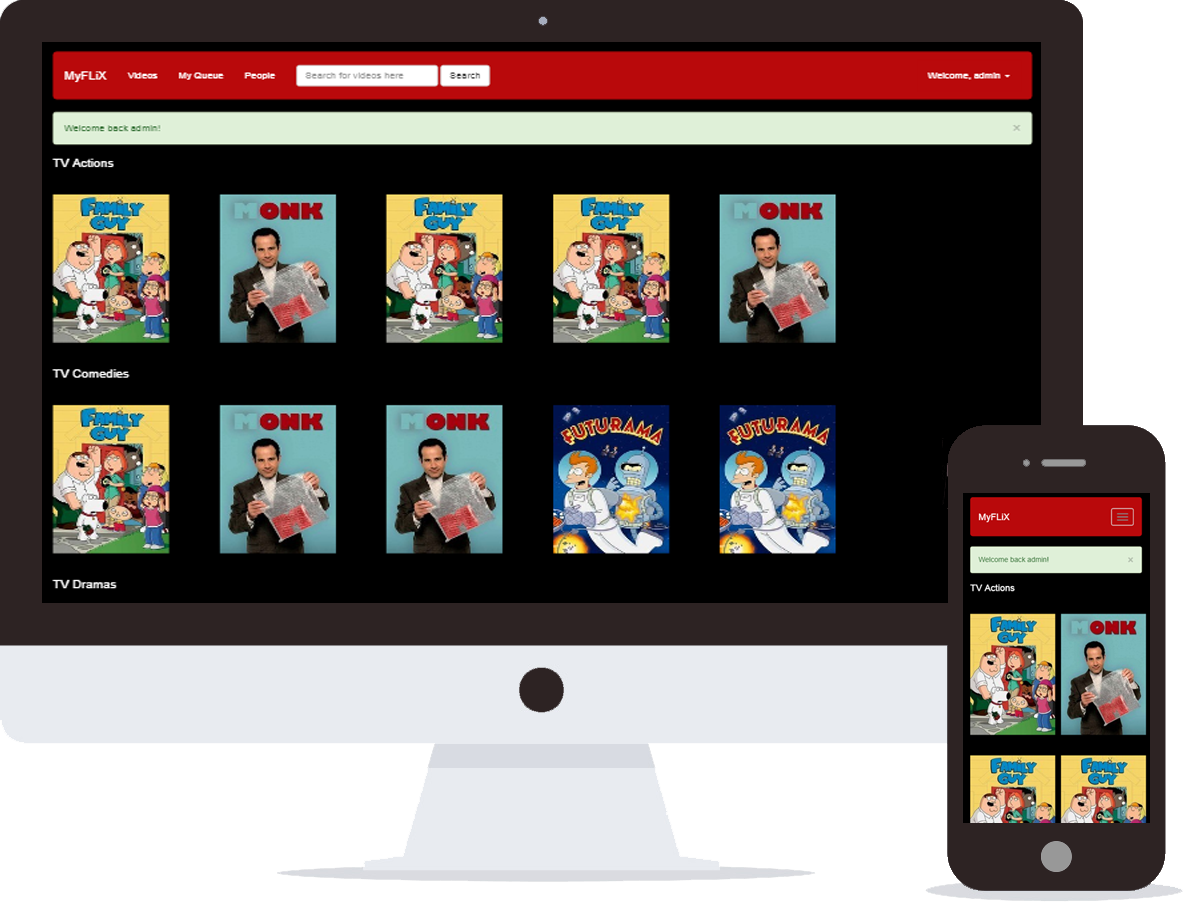 MyFLiX Videos My Queue People Search for videos here Search Welcome, admin
Welcome back admin! ×
TV Actions
FAMILY GUY
MONK
FAMILY GUY
FAMILY GUY
MONK
TV Comedies
FAMILY GUY
MONK
MONK
FUTURAMA
FUTURAMA
TV Dramas
MyFLiX
Welcome back admin! ×
TV Actions
FAMILY GUY
MONK
FAMILY GUY
FAMILY GUY